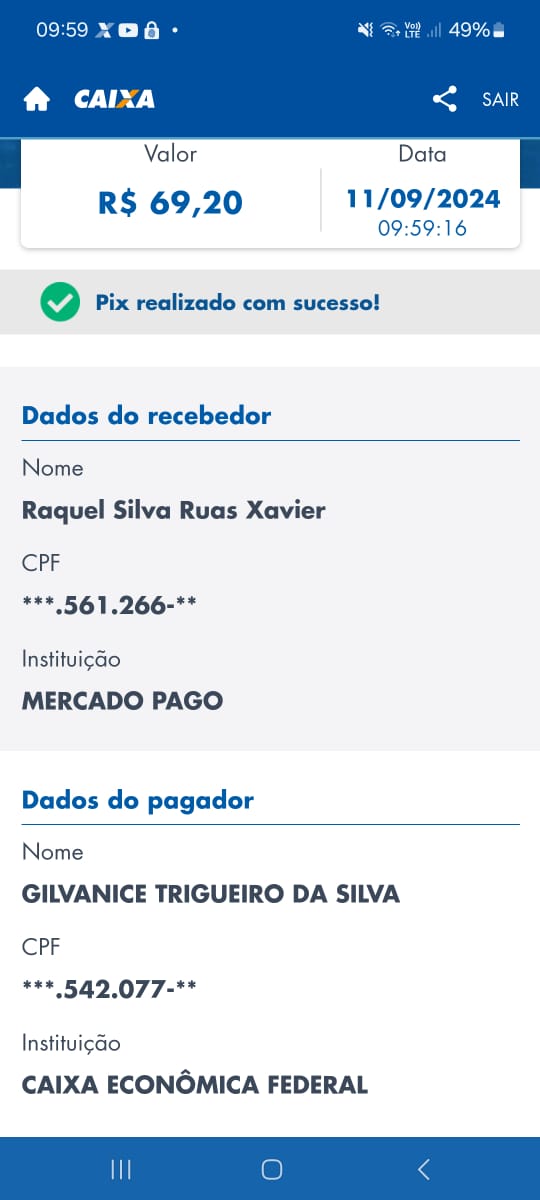 09:59
Vo))
LTE
49%
CAIXA
SAIR
Valor
Data
R$ 69,20
11/09/2024
09:59:16
Pix realizado com sucesso!
Dados do recebedor
Nome
Raquel Silva Ruas Xavier
CPF
***.561.266-**
Instituição
MERCADO PAGO
Dados do pagador
Nome
GILVANICE TRIGUEIRO DA SILVA
CPF
***.542.077-**
Instituição
CAIXA ECONÔMICA FEDERAL